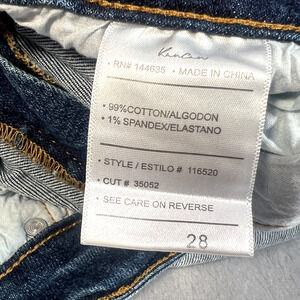 KanCan
• RN# 144635 • MADE IN CHINA
• 99%COTTON/ALGODON
• 1% SPANDEX/ELASTANO
• STYLE / ESTILO # 116520
• CUT # 35052
• SEE CARE ON REVERSE
28